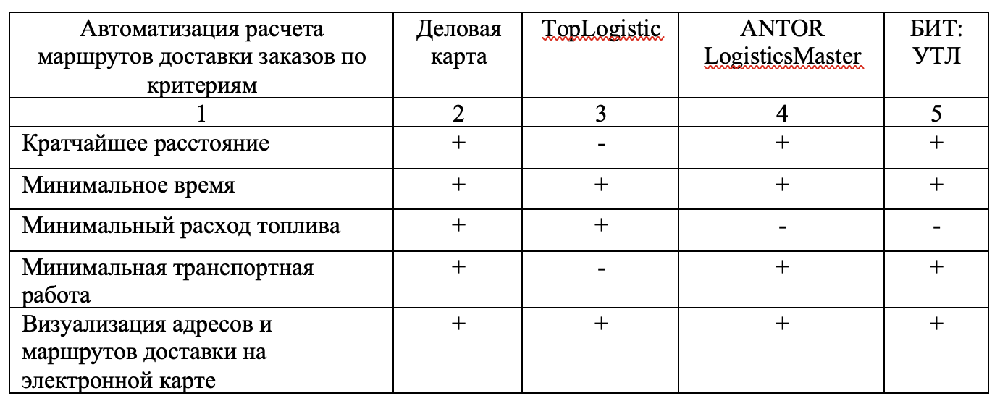 Автоматизация расчета
маршрутов доставки заказов по
критериям
Деловая
карта
TopLogistic
ANTOR
LogisticsMaster
БИТ:
УТЛ
1 2 3 4 5
Кратчайшее расстояние + - + +
Минимальное время + + + +
Минимальный расход топлива + + - -
Минимальная транспортная
работа
+ - + +
Визуализация адресов и
маршрутов доставки на
электронной карте
+ + + +